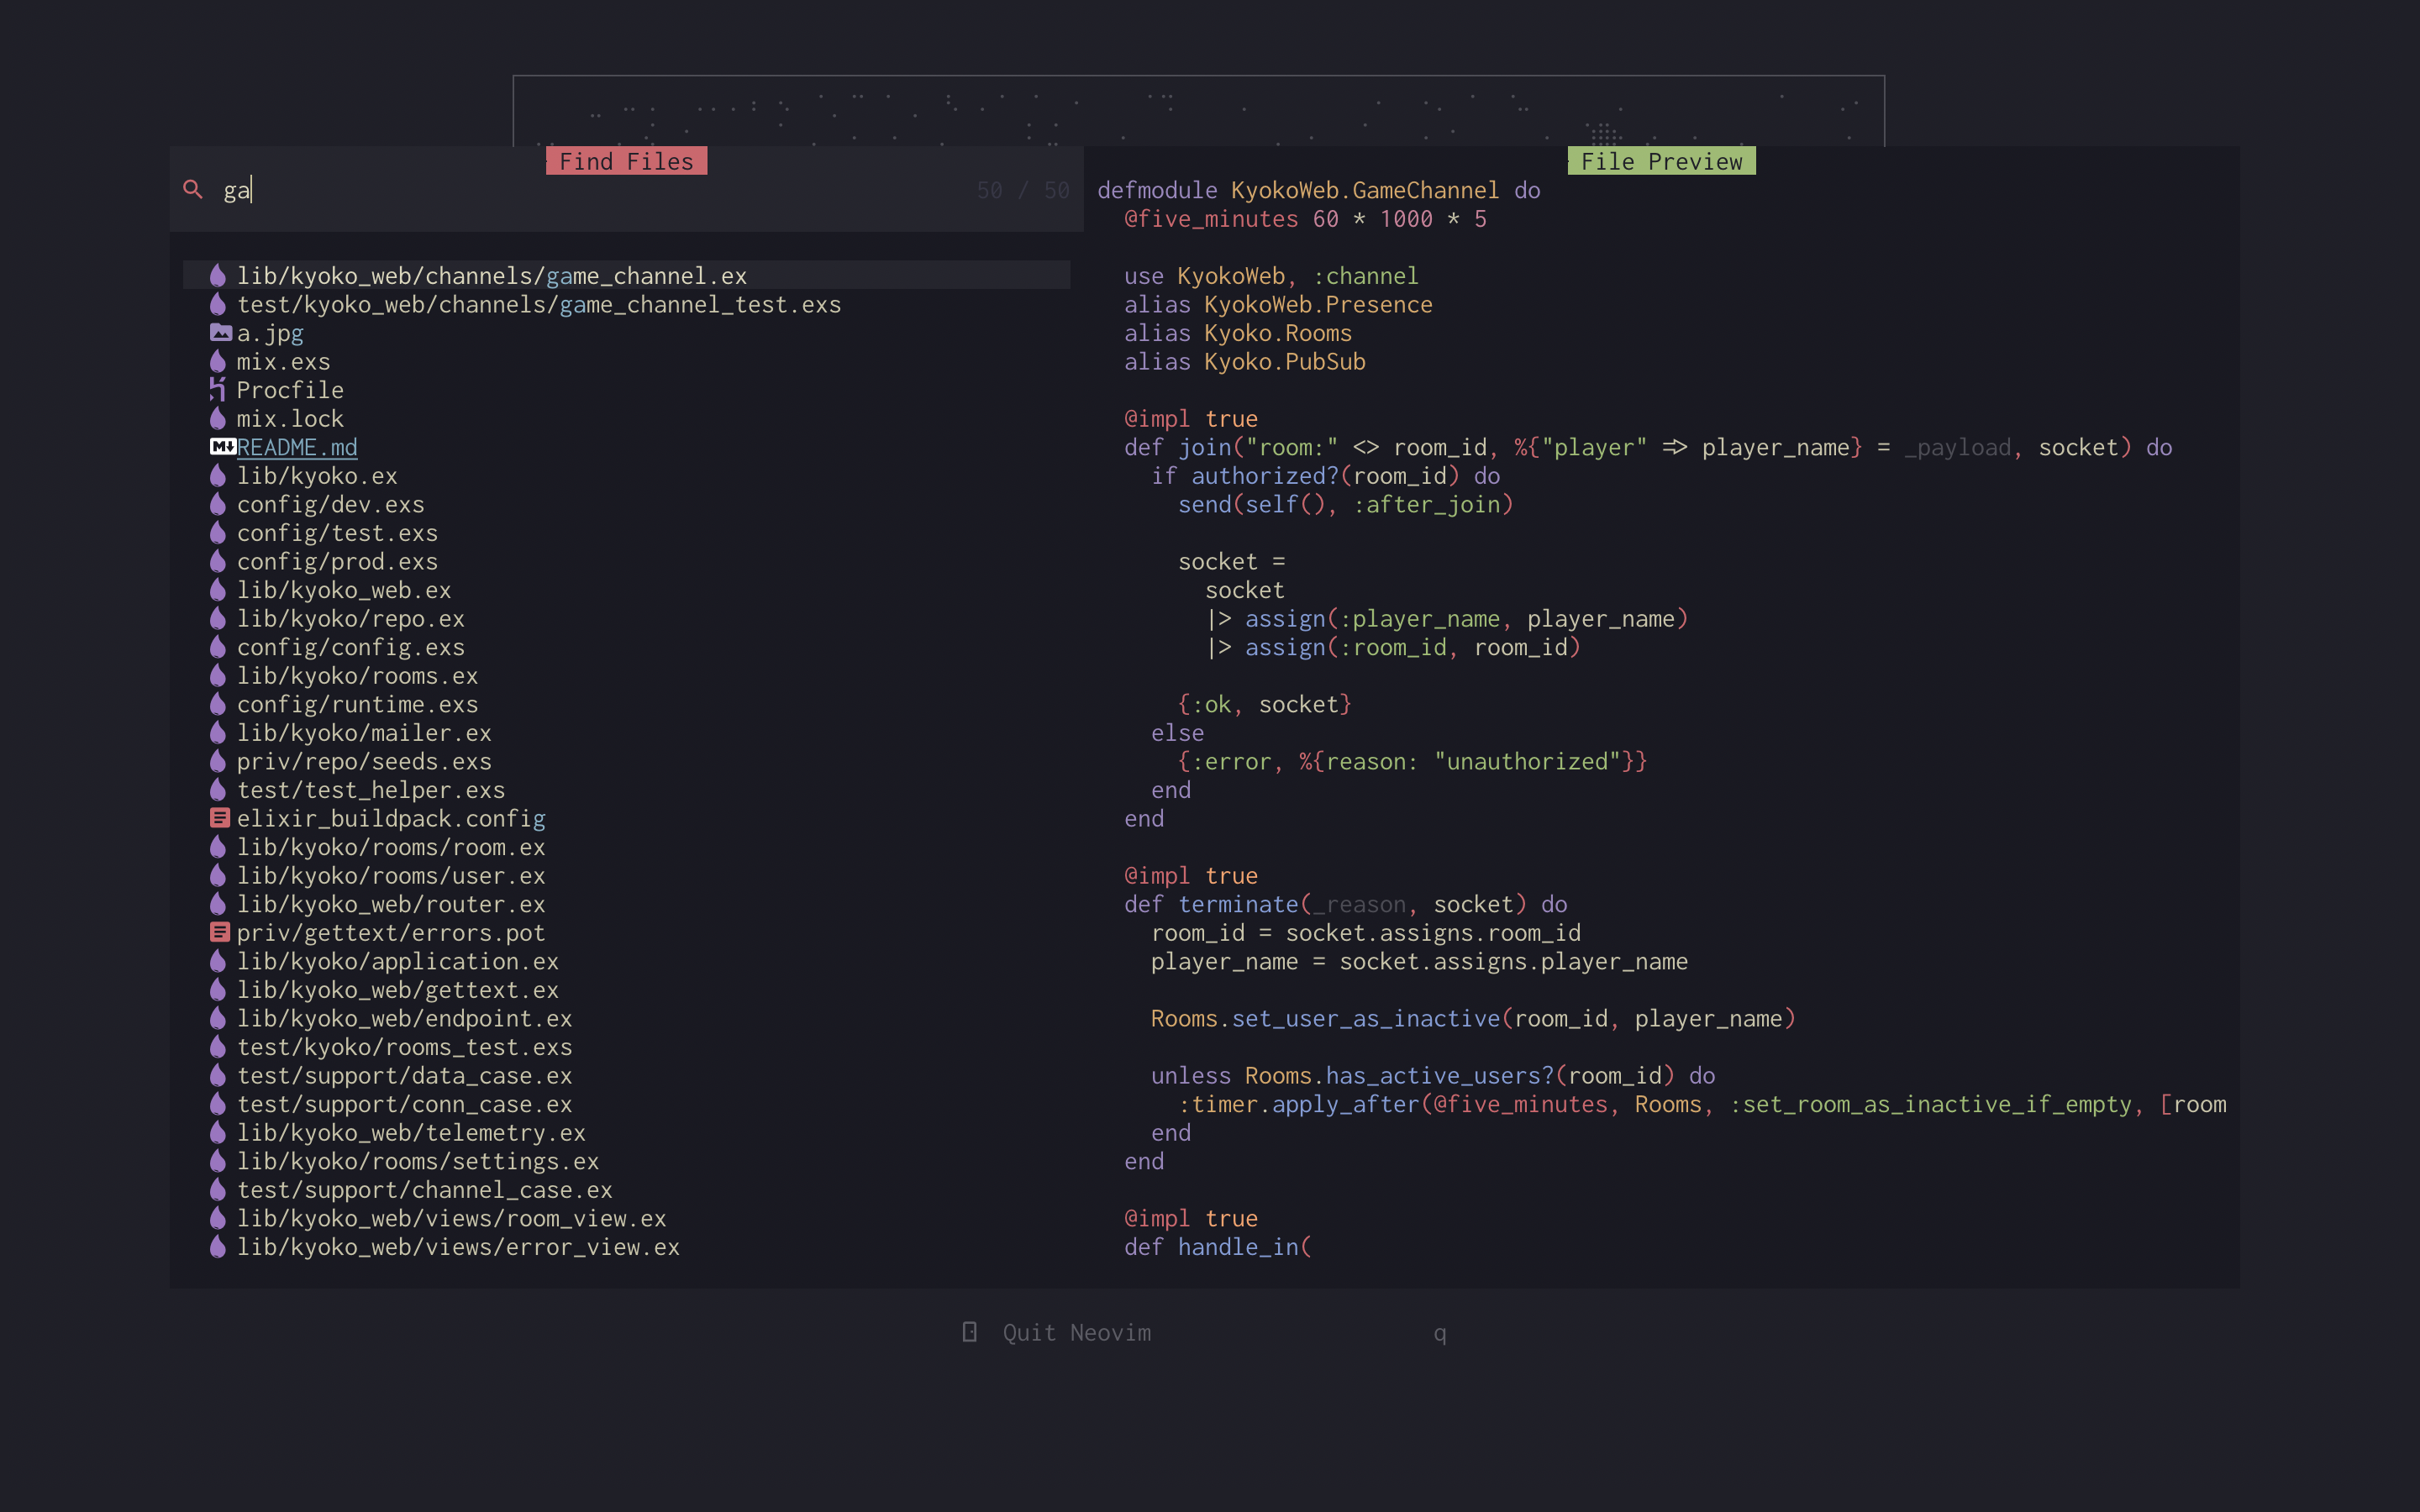 Find Files
ga
50 / 50
lib/kyoko_web/channels/game_channel.ex
test/kyoko_web/channels/game_channel_test.exs
a.jpg
mix.exs
Procfile
mix.lock
README.md
lib/kyoko.ex
config/dev.exs
config/test.exs
config/prod.exs
lib/kyoko_web.ex
lib/kyoko/repo.ex
config/config.exs
lib/kyoko/rooms.ex
config/runtime.exs
lib/kyoko/mailer.ex
priv/repo/seeds.exs
test/test_helper.exs
elixir_buildpack.config
lib/kyoko/rooms/room.ex
lib/kyoko/rooms/user.ex
lib/kyoko_web/router.ex
priv/gettext/errors.pot
lib/kyoko/application.ex
lib/kyoko_web/gettext.ex
lib/kyoko_web/endpoint.ex
test/kyoko/rooms_test.exs
test/support/data_case.ex
test/support/conn_case.ex
lib/kyoko_web/telemetry.ex
lib/kyoko/rooms/settings.ex
test/support/channel_case.ex
lib/kyoko_web/views/room_view.ex
lib/kyoko_web/views/error_view.ex
File Preview
defmodule KyokoWeb.GameChannel do
  @five_minutes 60 * 1000 * 5

  use KyokoWeb, :channel
  alias KyokoWeb.Presence
  alias Kyoko.Rooms
  alias Kyoko.PubSub

  @impl true
  def join("room:" <> room_id, %{"player" => player_name} = _payload, socket) do
    if authorized?(room_id) do
      send(self(), :after_join)

      socket =
        socket
        |> assign(:player_name, player_name)
        |> assign(:room_id, room_id)

      {:ok, socket}
    else
      {:error, %{reason: "unauthorized"}}
    end
  end

  @impl true
  def terminate(_reason, socket) do
    room_id = socket.assigns.room_id
    player_name = socket.assigns.player_name

    Rooms.set_user_as_inactive(room_id, player_name)

    unless Rooms.has_active_users?(room_id) do
      :timer.apply_after(@five_minutes, Rooms, :set_room_as_inactive_if_empty, [room
    end
  end

  @impl true
  def handle_in(
Quit Neovim q